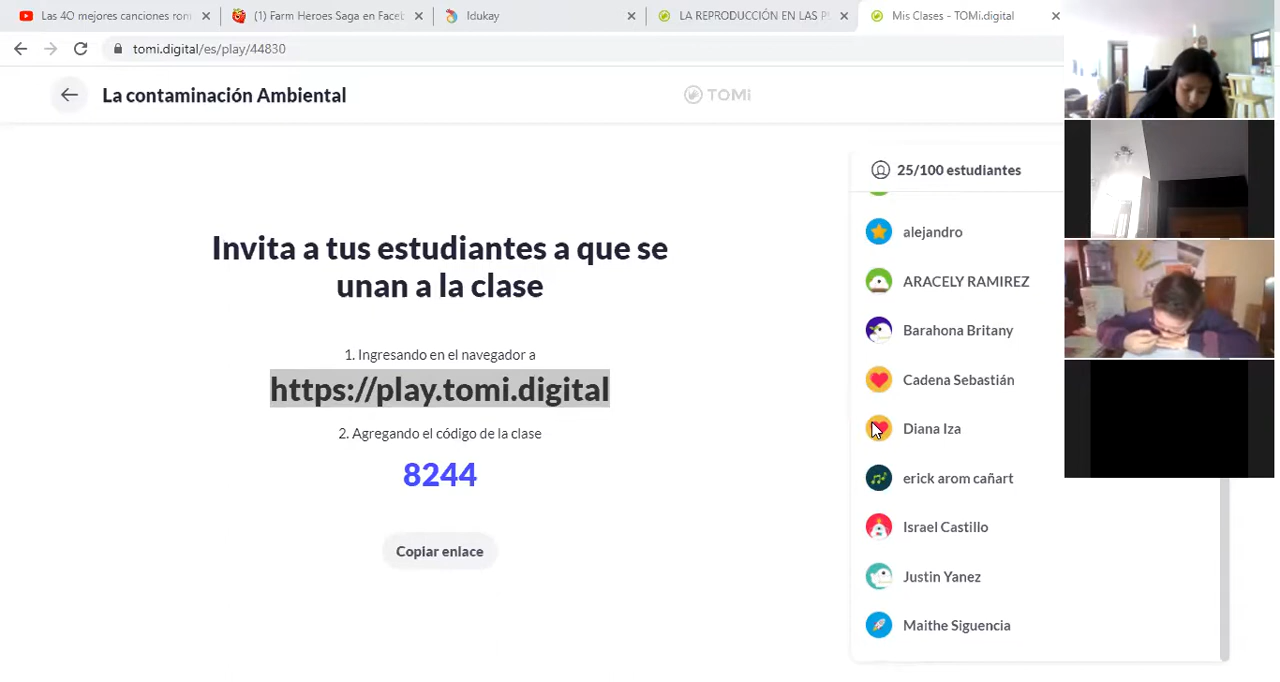 Las 4O mejores canciones rom
(1) Farm Heroes Saga en Faceb
Idukay
LA REPRODUCCIÓN EN LAS P
Mis Clases - TOMi.digital
tomi.digital/es/play/44830
La contaminación Ambiental
TOMi
Invita a tus estudiantes a que se
unan a la clase
1. Ingresando en el navegador a
https://play.tomi.digital
2. Agregando el código de la clase
8244
Copiar enlace
25/100 estudiantes
alejandro
ARACELY RAMIREZ
Barahona Britany
Cadena Sebastián
Diana Iza
erick arom cañart
Israel Castillo
Justin Yanez
Maithe Siguencia